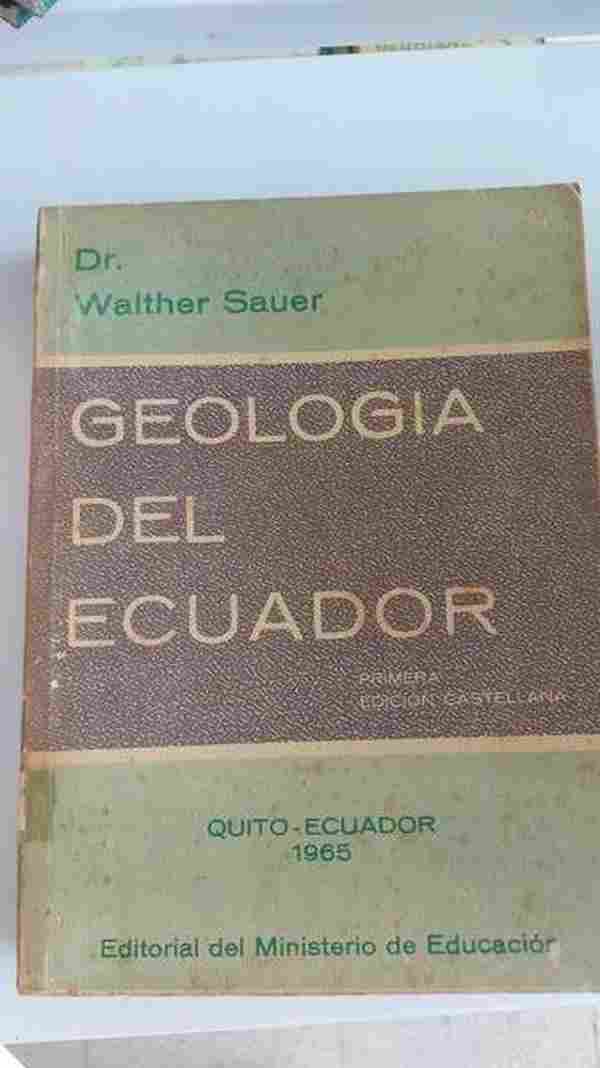 Dr.
Walther Sauer
GEOLOGIA
DEL
ECUADOR
PRIMERA
EDICION CASTELLANA
QUITO-ECUADOR
1965
Editorial del Ministerio de Educación